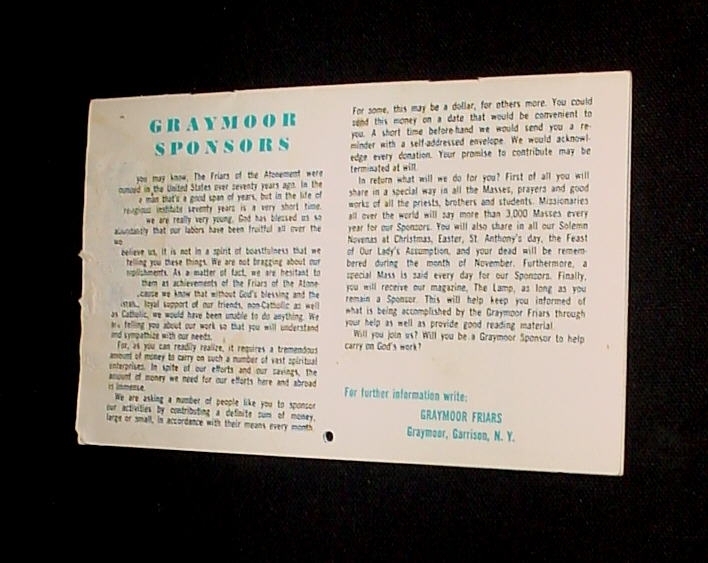 GRAYMOOR
SPONSORS
you may know, The Friars of the Atonement were
ounced in the United States over seventy years ago. In the
a man that's a good span of years, but in the life of
religious institute seventy years is a very short time.
we are really very young, God has blessed us so
abundantly that our labors have been fruitful all over the
wo
believe us, it is not in a spirit of boastfulness that we
telling you these things. We are not bragging about our
mplishments. As a matter of fact, we are hesitant to
them as achievements of the Friars of the Atone-
cause we know that without God's blessing and the
loyal support of our friends, non-Catholic as well
as Catholic, we would have been unable to do anything. We
are telling you about our work so that you will understand
and sympathize with our needs.
For, as you can readily realize, it requires a tremendous
amount of money to carry on such a number of vast spiritual
enterprises. In spite of our efforts and our savings, the
amount of money we need for our efforts here and abroad
is immense.
We are asking a number of people like you to sponsor
our activities by contributing a definite sum of money,
large or small, in accordance with their means every month.
For some, this may be a dollar, for others more. You could
send this money on a date that would be convenient to
you. A short time before-hand we would send you a re-
minder with a self-addressed envelope. We would acknowl-
edge every donation. Your promise to contribute may be
terminated at will.
In return what will we do for you? First of all you will
share in a special way in all the Masses, prayers and good
works of all the priests, brothers and students. Missionaries
all over the world will say more than 3,000 Masses every
year for our Sponsors. You will also share in all our Solemn
Novenas at Christmas, Easter, St. Anthony's day, the Feast
of Our Lady's Assumption, and your dead will be remem-
bered during the month of November. Furthermore, a
special Mass is said every day for our Sponsors. Finally,
you will receive our magazine, The Lamp, as long as you
remain a Sponsor. This will help keep you informed of
what is being accomplished by the Graymoor Friars through
your help as well as provide good reading material.
Will you join us? Will you be a Graymoor Sponsor to help
carry on God's work?
For further information write:
GRAYMOOR FRIARS
Graymoor, Garrison, N. Y.